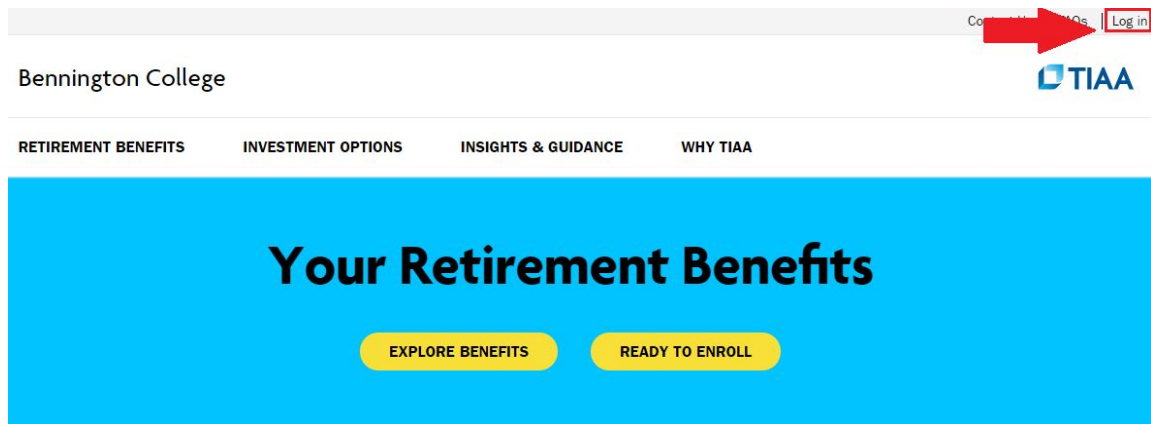 Log in
Bennington College
TIAA
RETIREMENT BENEFITS INVESTMENT OPTIONS INSIGHTS & GUIDANCE WHY TIAA
Your Retirement Benefits
EXPLORE BENEFITS READY TO ENROLL